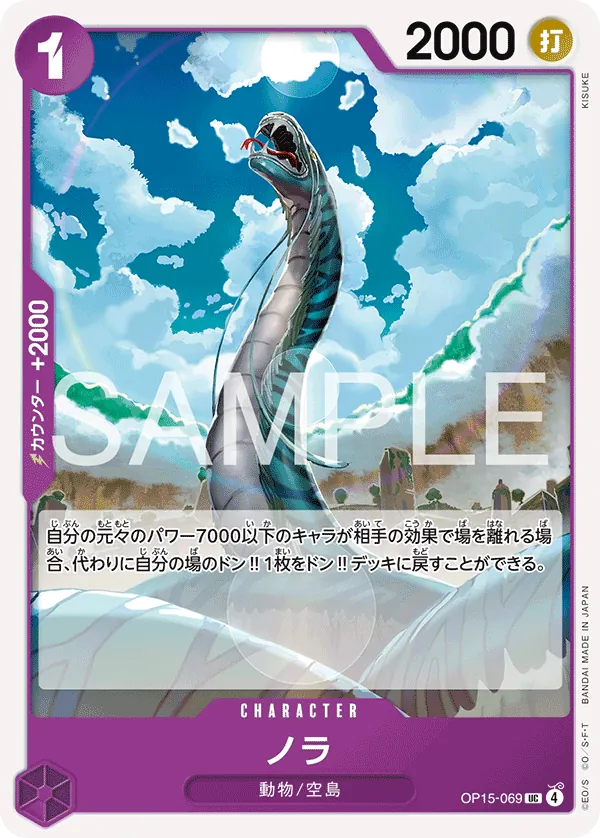 1
2000
打
KISUKE
カウンター +2000
SAMPLE
自分の元々のパワー7000以下のキャラが相手の効果で場を離れる場
合、代わりに自分の場のドン!!1枚をドン!!デッキに戻すことができる。
CHARACTER
ノラ
動物/空島
OP15-069 UC 4
©EO/S ©O/S・F・T BANDAI MADE IN JAPAN